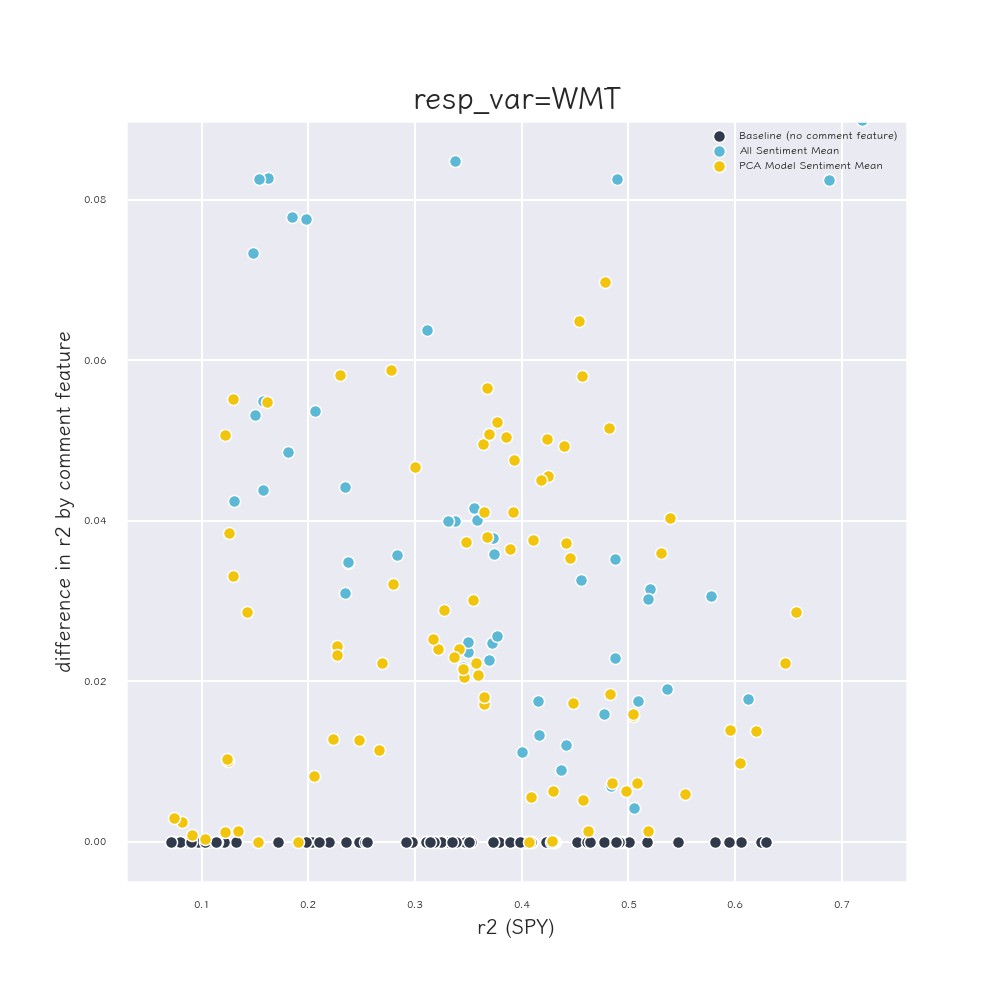 resp_var=WMT
Baseline (no comment feature)
All Sentiment Mean
PCA Model Sentiment Mean
difference in r2 by comment feature
0.08
0.06
0.04
0.02
0.00
0.1 0.2 0.3 0.4 0.5 0.6 0.7
r2 (SPY)